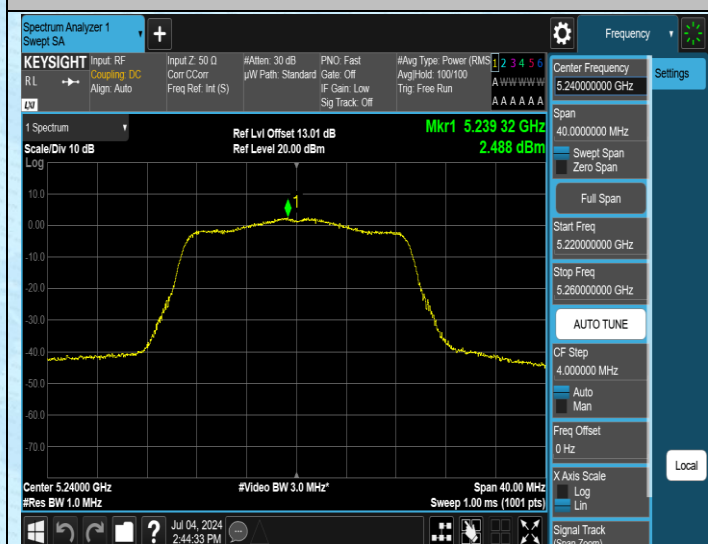 Spectrum Analyzer 1
Swept SA
Frequency
KEYSIGHT
RL
LXI
Input: RF
Coupling: DC
Align: Auto
Input Z: 50 Ω
Corr CCorr
Freq Ref: Int (S)
#Atten: 30 dB
µW Path: Standard
PNO: Fast
Gate: Off
IF Gain: Low
Sig Track: Off
#Avg Type: Power (RMS
Avg|Hold: 100/100
Trig: Free Run
1 2 3 4 5 6
A W W W W W
A A A A A A
1 Spectrum
Scale/Div 10 dB
Log
Ref Lvl Offset 13.01 dB
Ref Level 20.00 dBm
Mkr1 5.239 32 GHz
2.488 dBm
1
10.0
0.00
-10.0
-20.0
-30.0
-40.0
-50.0
-60.0
-70.0
Center 5.24000 GHz
#Res BW 1.0 MHz
#Video BW 3.0 MHz*
Span 40.00 MHz
Sweep 1.00 ms (1001 pts)
Center Frequency
5.240000000 GHz
Settings
Span
40.0000000 MHz
Swept Span
Zero Span
Full Span
Start Freq
5.220000000 GHz
Stop Freq
5.260000000 GHz
AUTO TUNE
CF Step
4.000000 MHz
Auto
Man
Freq Offset
0 Hz
X Axis Scale
Log
Lin
Local
Signal Track
(Span Zoom)
?
Jul 04, 2024
2:44:33 PM